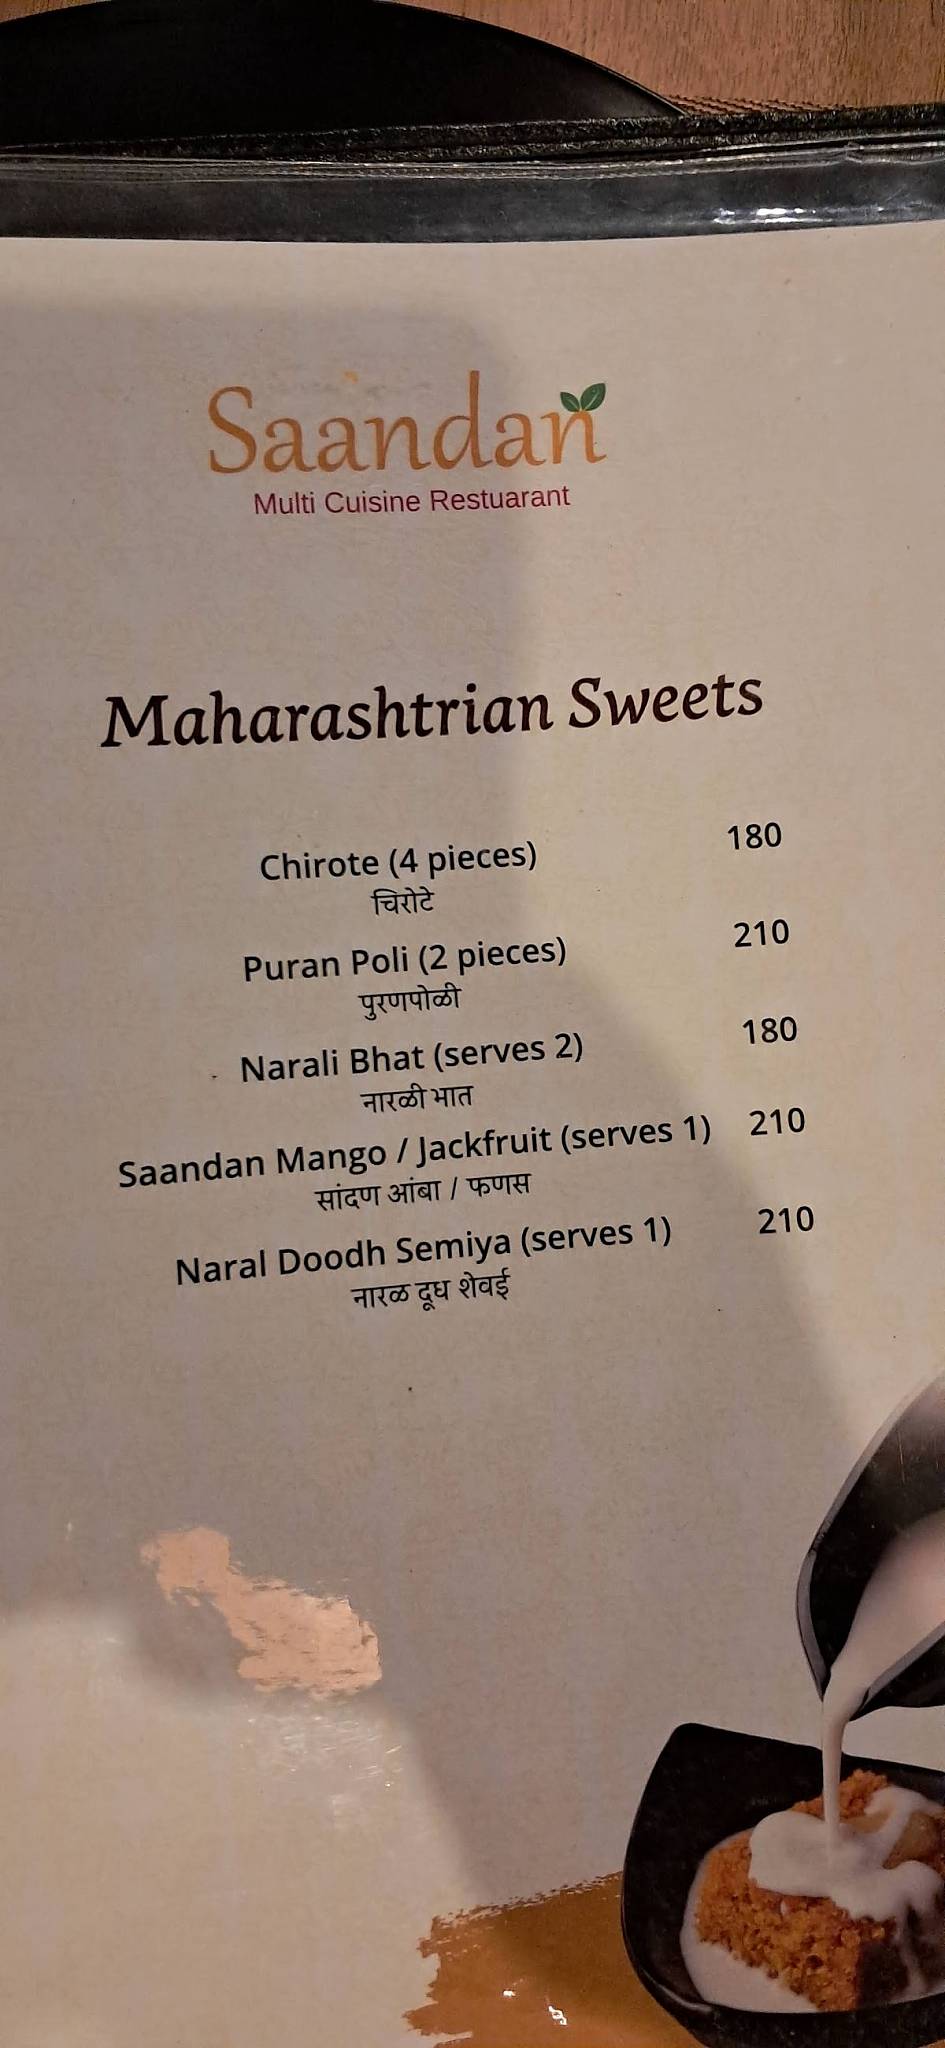 Saandan
Multi Cuisine Restuarant
Maharashtrian Sweets
Chirote (4 pieces) 180
चिरोटे
Puran Poli (2 pieces) 210
पुरणपोळी
Narali Bhat (serves 2) 180
नारळी भात
Saandan Mango / Jackfruit (serves 1) 210
सांदण आंबा / फणस
Naral Doodh Semiya (serves 1) 210
नारळ दूध शेवई